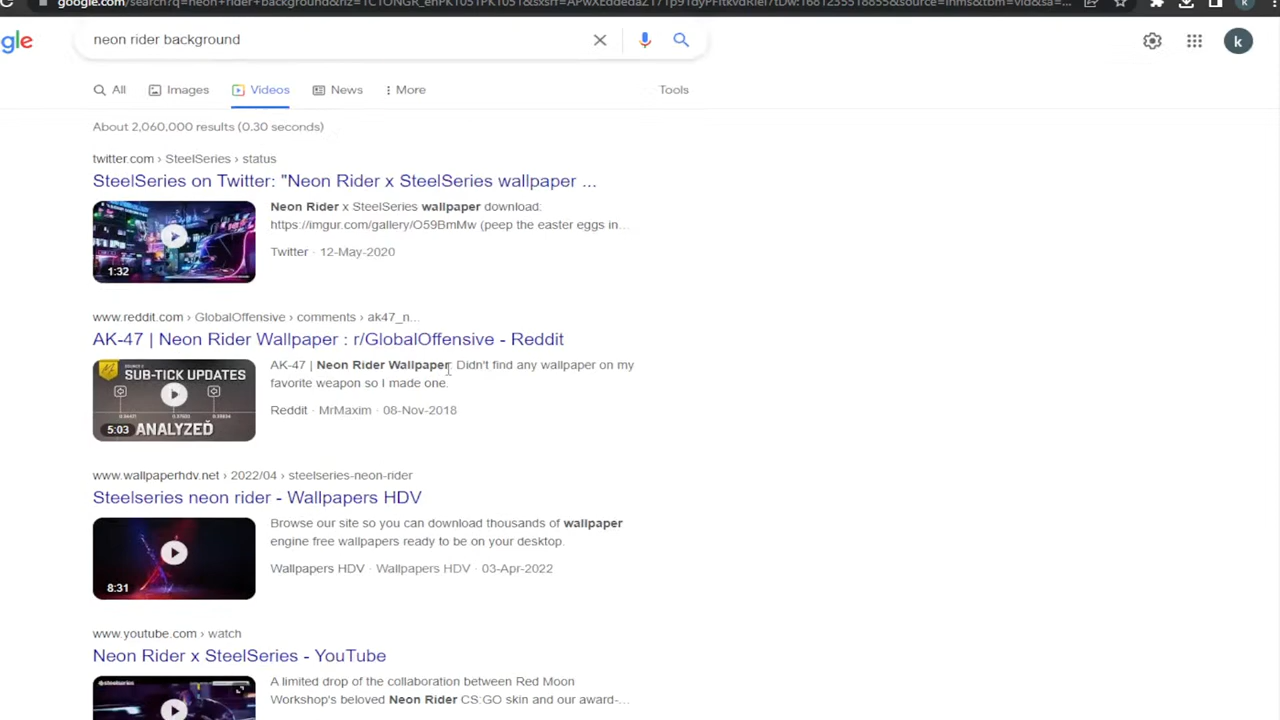 google.com/search?q=neon+rider+background&rlz=
gle
neon rider background
k
All
Images
Videos
News
More
Tools
About 2,060,000 results (0.30 seconds)
twitter.com › SteelSeries › status
SteelSeries on Twitter: "Neon Rider x SteelSeries wallpaper ...
Neon Rider x SteelSeries wallpaper download:
https://imgur.com/gallery/O59BmMw (peep the easter eggs in...
1:32
Twitter · 12-May-2020
www.reddit.com › GlobalOffensive › comments › ak47_n...
AK-47 | Neon Rider Wallpaper : r/GlobalOffensive - Reddit
SUB-TICK UPDATES
ANALYZED
5:03
AK-47 | Neon Rider Wallpaper: Didn't find any wallpaper on my
favorite weapon so I made one.
Reddit · MrMaxim · 08-Nov-2018
www.wallpaperhdv.net › 2022/04 › steelseries-neon-rider
Steelseries neon rider - Wallpapers HDV
8:31
Browse our site so you can download thousands of wallpaper
engine free wallpapers ready to be on your desktop.
Wallpapers HDV · Wallpapers HDV · 03-Apr-2022
www.youtube.com › watch
Neon Rider x SteelSeries - YouTube
steelseries
A limited drop of the collaboration between Red Moon
Workshop's beloved Neon Rider CS:GO skin and our award-...